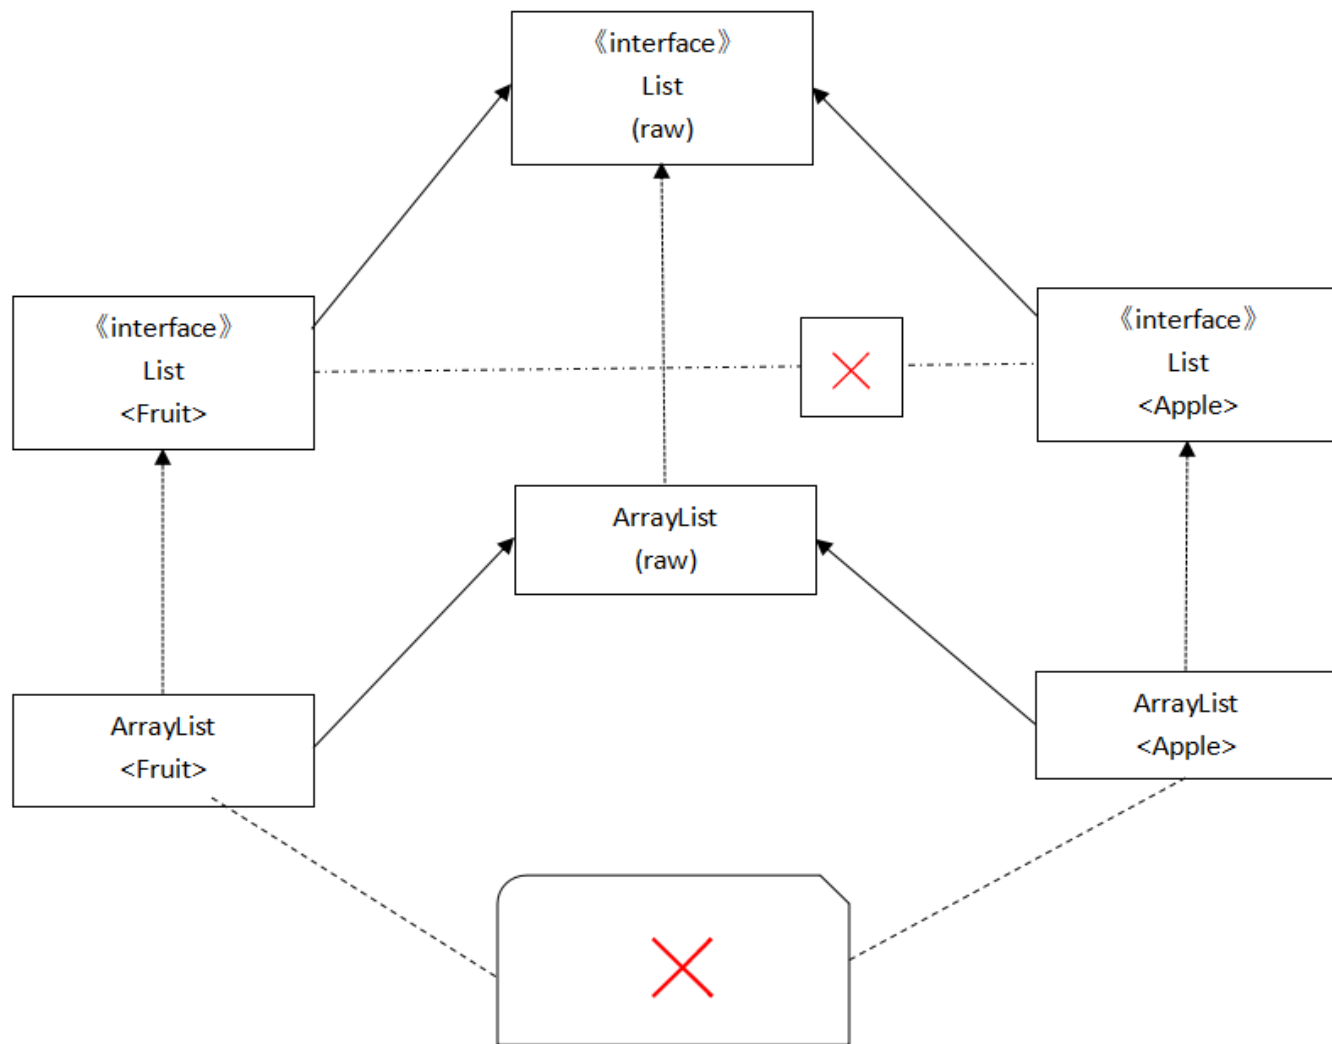 《interface》
List
(raw)
《interface》
List
<Fruit>
《interface》
List
<Apple>
ArrayList
(raw)
ArrayList
<Fruit>
ArrayList
<Apple>